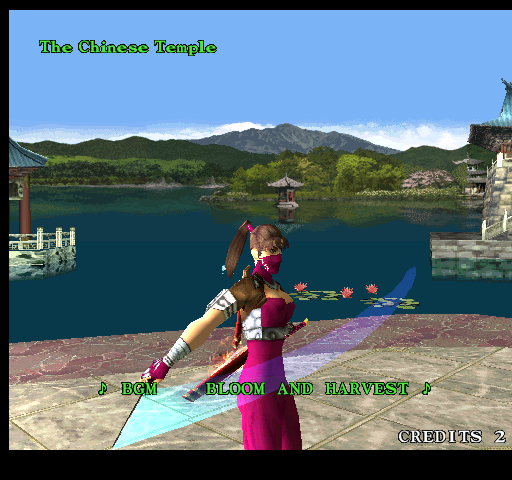 The Chinese Temple
♪ BGM BLOOM AND HARVEST ♪
CREDITS 2